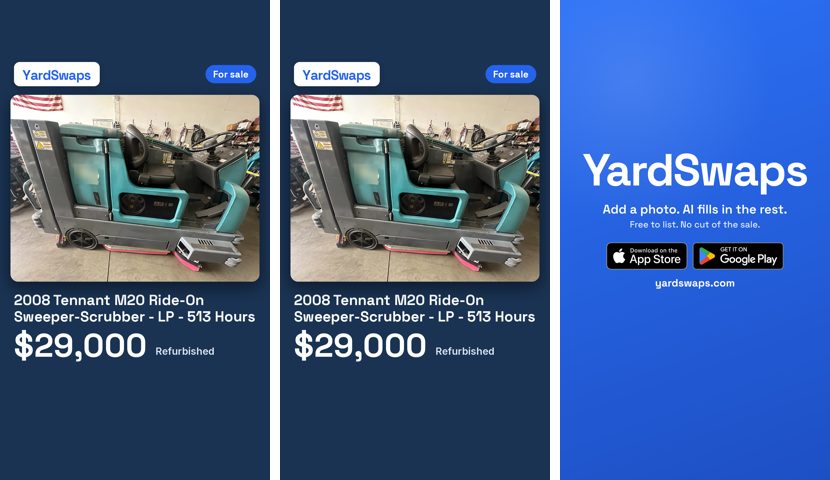 YardSwaps
For sale
2008 Tennant M20 Ride-On
Sweeper-Scrubber - LP - 513 Hours
$29,000 Refurbished
YardSwaps
For sale
2008 Tennant M20 Ride-On
Sweeper-Scrubber - LP - 513 Hours
$29,000 Refurbished
YardSwaps
Add a photo. AI fills in the rest.
Free to list. No cut of the sale.
Download on the
App Store
GET IT ON
Google Play
yardswaps.com